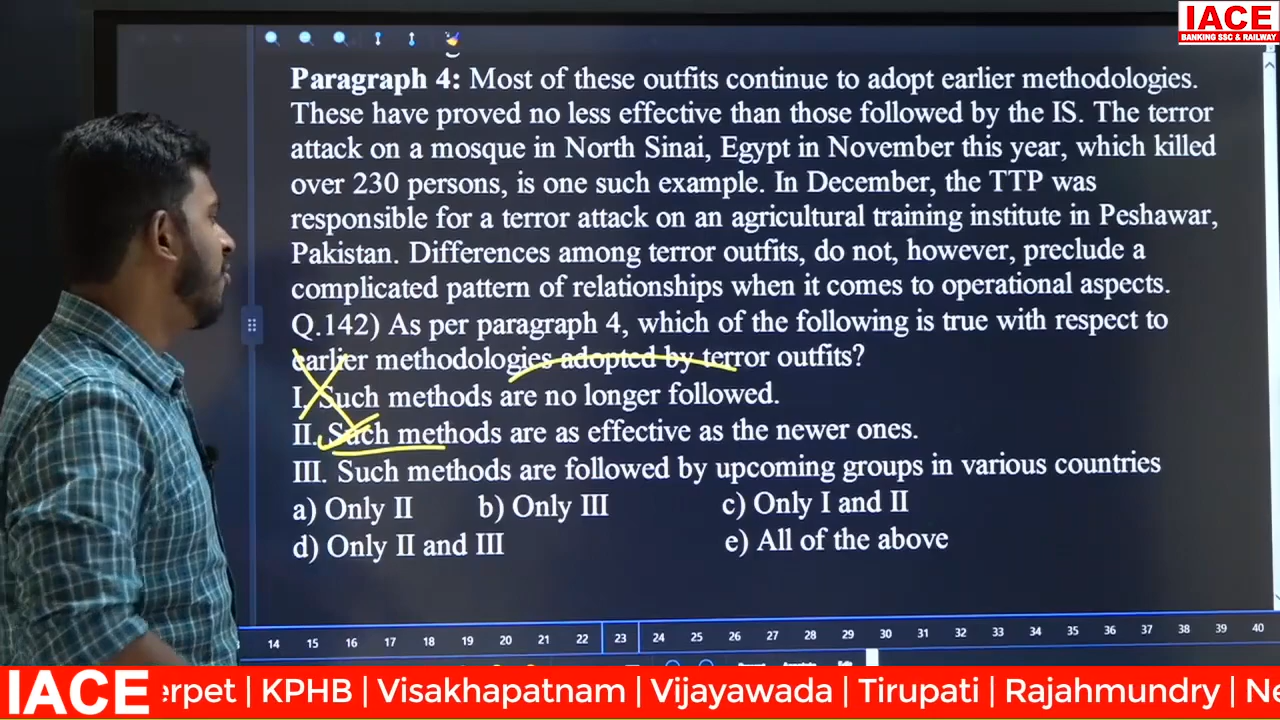 IACE
BANKING SSC & RAILWAY
Paragraph 4: Most of these outfits continue to adopt earlier methodologies.
These have proved no less effective than those followed by the IS. The terror
attack on a mosque in North Sinai, Egypt in November this year, which killed
over 230 persons, is one such example. In December, the TTP was
responsible for a terror attack on an agricultural training institute in Peshawar,
Pakistan. Differences among terror outfits, do not, however, preclude a
complicated pattern of relationships when it comes to operational aspects.
Q.142) As per paragraph 4, which of the following is true with respect to
earlier methodologies adopted by terror outfits?
I. Such methods are no longer followed.
II. Such methods are as effective as the newer ones.
III. Such methods are followed by upcoming groups in various countries
a) Only II b) Only III c) Only I and II
d) Only II and III e) All of the above
14 15 16 17 18 19 20 21 22 23 24 25 26 27 28 29 30 31 32 33 34 35 36 37 38 39 40
IACE erpet | KPHB | Visakhapatnam | Vijayawada | Tirupati | Rajahmundry | Ne